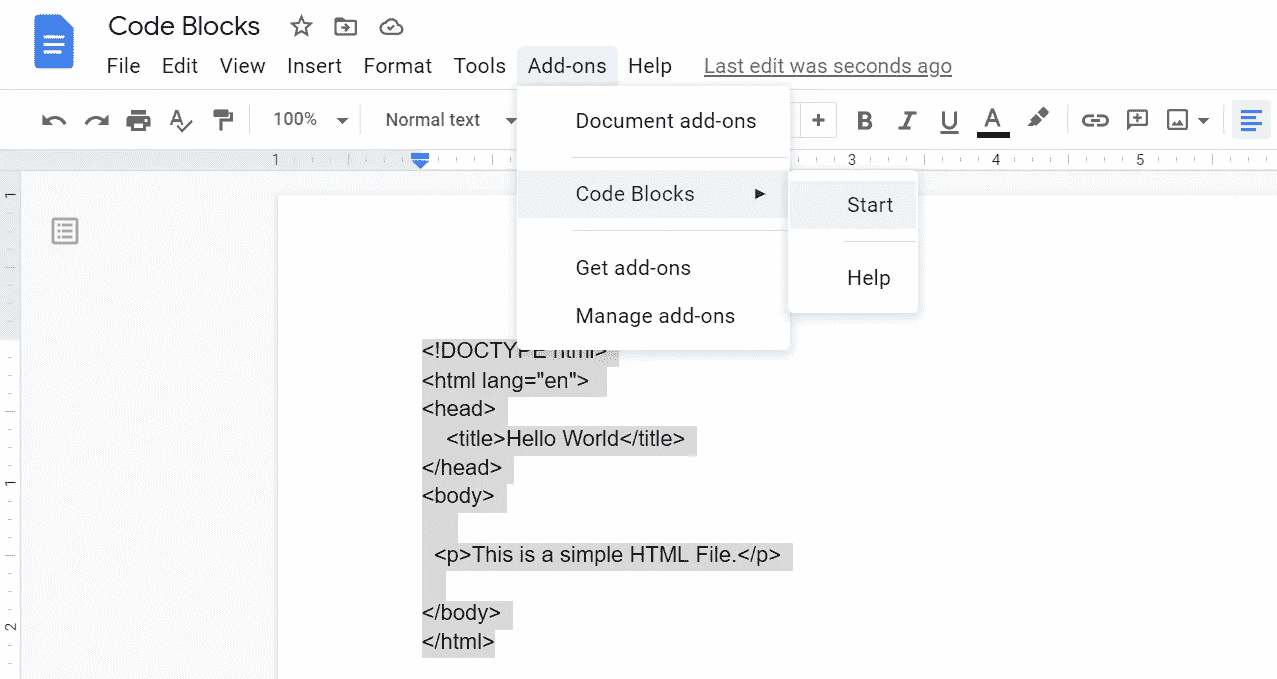 Code Blocks
File Edit View Insert Format Tools Add-ons Help Last edit was seconds ago
100% Normal text + B I U A
Document add-ons
1 3 4 5
Code Blocks ► Start
Get add-ons Help
Manage add-ons
<!DOCTYPE html>
<html lang="en">
<head>
<title>Hello World</title>
</head>
<body>
<p>This is a simple HTML File.</p>
</body>
</html>
1
1
2